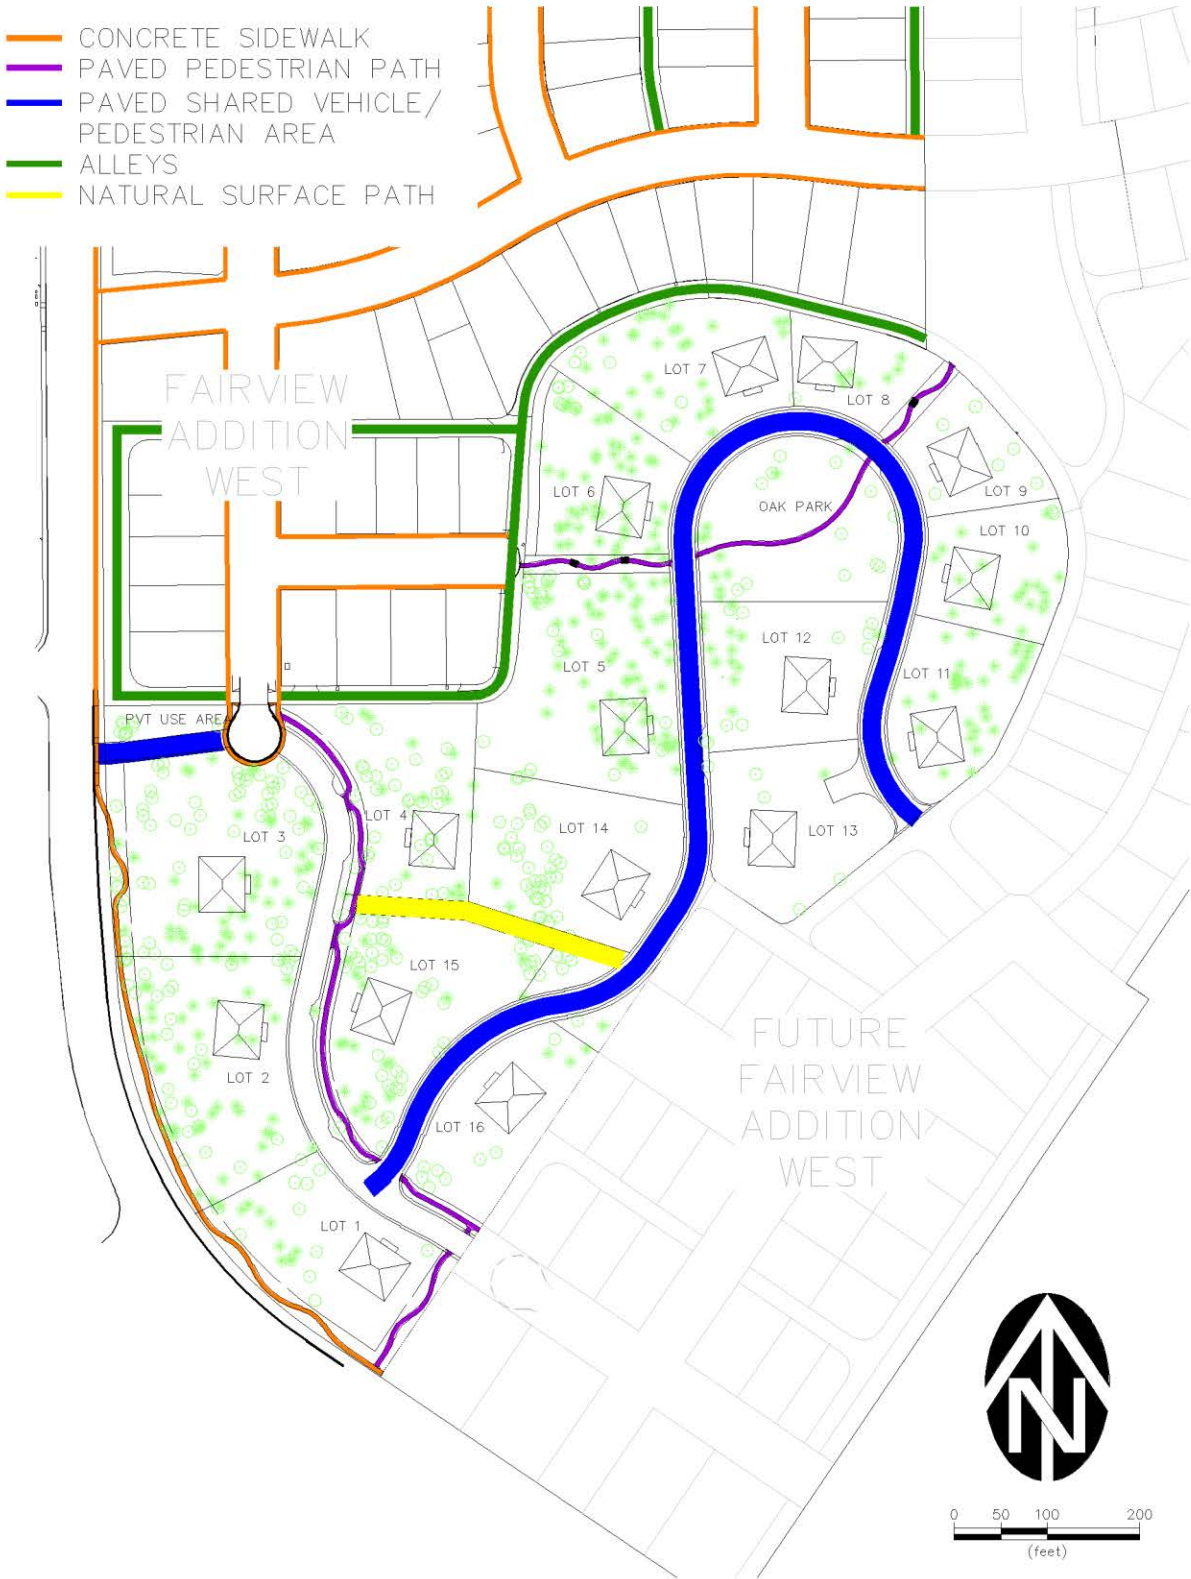 CONCRETE SIDEWALK
PAVED PEDESTRIAN PATH
PAVED SHARED VEHICLE/
PEDESTRIAN AREA
ALLEYS
NATURAL SURFACE PATH
FAIRVIEW
ADDITION
WEST
LOT 7
LOT 8
LOT 6
LOT 9
OAK PARK
LOT 10
LOT 12
LOT 5
LOT 11
PVT USE AREA
LOT 4
LOT 3
LOT 14
LOT 13
LOT 15
LOT 2
LOT 16
LOT 1
FUTURE
FAIRVIEW
ADDITION
WEST
N
0 50 100 200
(feet)